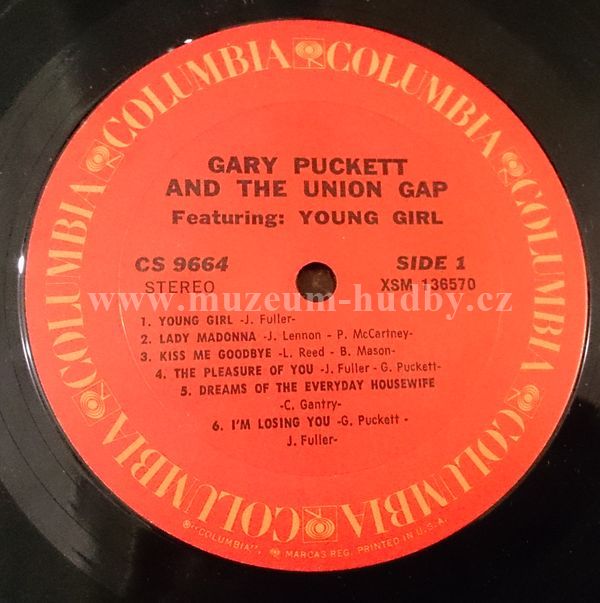 COLUMBIA COLUMBIA COLUMBIA COLUMBIA COLUMBIA COLUMBIA
GARY PUCKETT
AND THE UNION GAP
Featuring: YOUNG GIRL
CS 9664 SIDE 1
STEREO XSM 136570
www.muzeum-hudby.cz
1. YOUNG GIRL -J. Fuller-
2. LADY MADONNA -J. Lennon - P. McCartney-
3. KISS ME GOODBYE -L. Reed - B. Mason-
4. THE PLEASURE OF YOU -J. Fuller - G. Puckett-
5. DREAMS OF THE EVERYDAY HOUSEWIFE
-C. Gantry-
6. I'M LOSING YOU -G. Puckett -
J. Fuller-
®"COLUMBIA", MARCAS REG. PRINTED IN U.S.A.